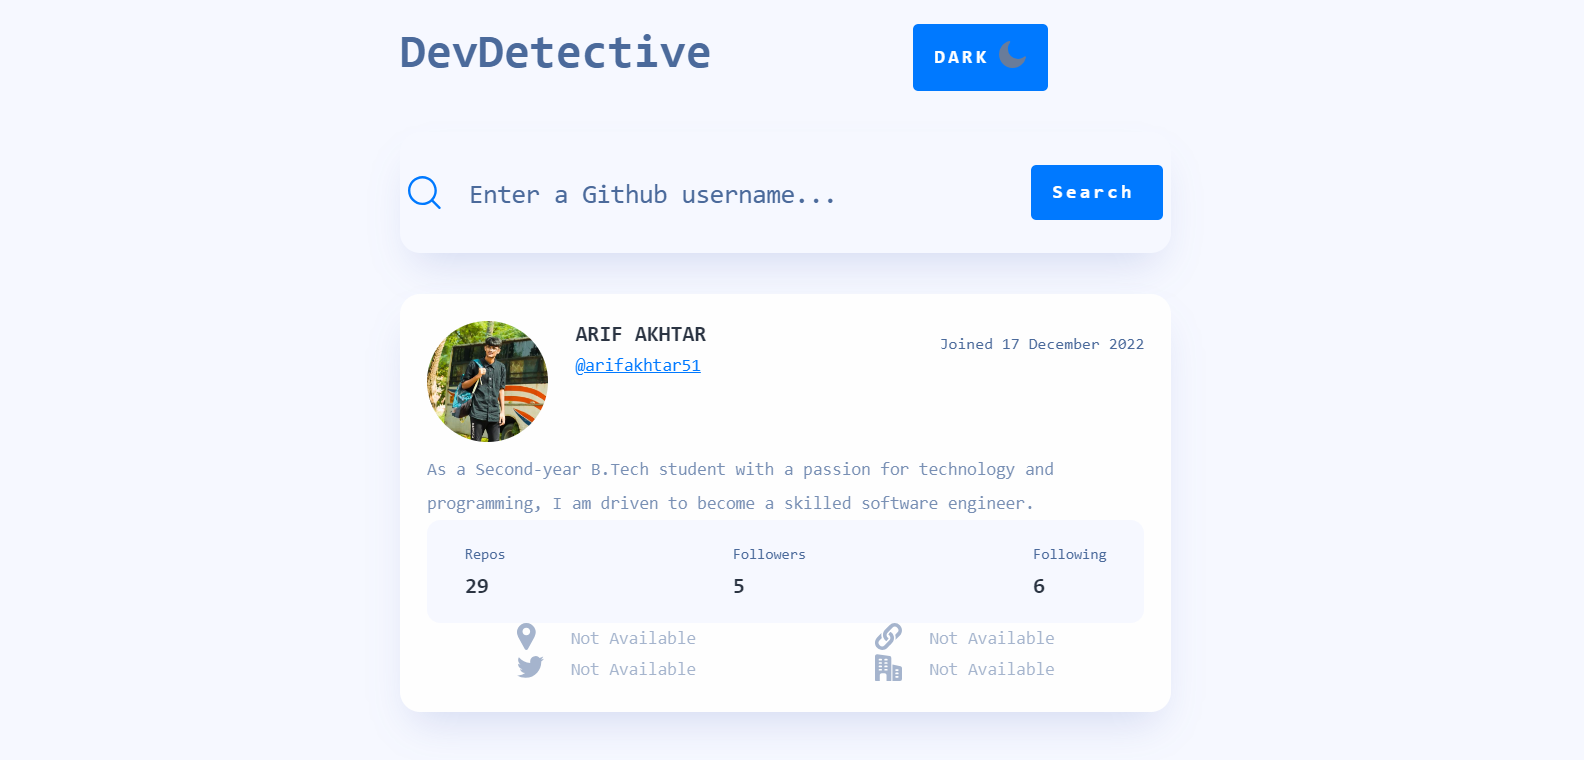 DevDetective
DARK
Enter a Github username...
Search
ARIF AKHTAR
Joined 17 December 2022
@arifakhtar51
As a Second-year B.Tech student with a passion for technology and
programming, I am driven to become a skilled software engineer.
Repos Followers Following
29 5 6
Not Available Not Available
Not Available Not Available